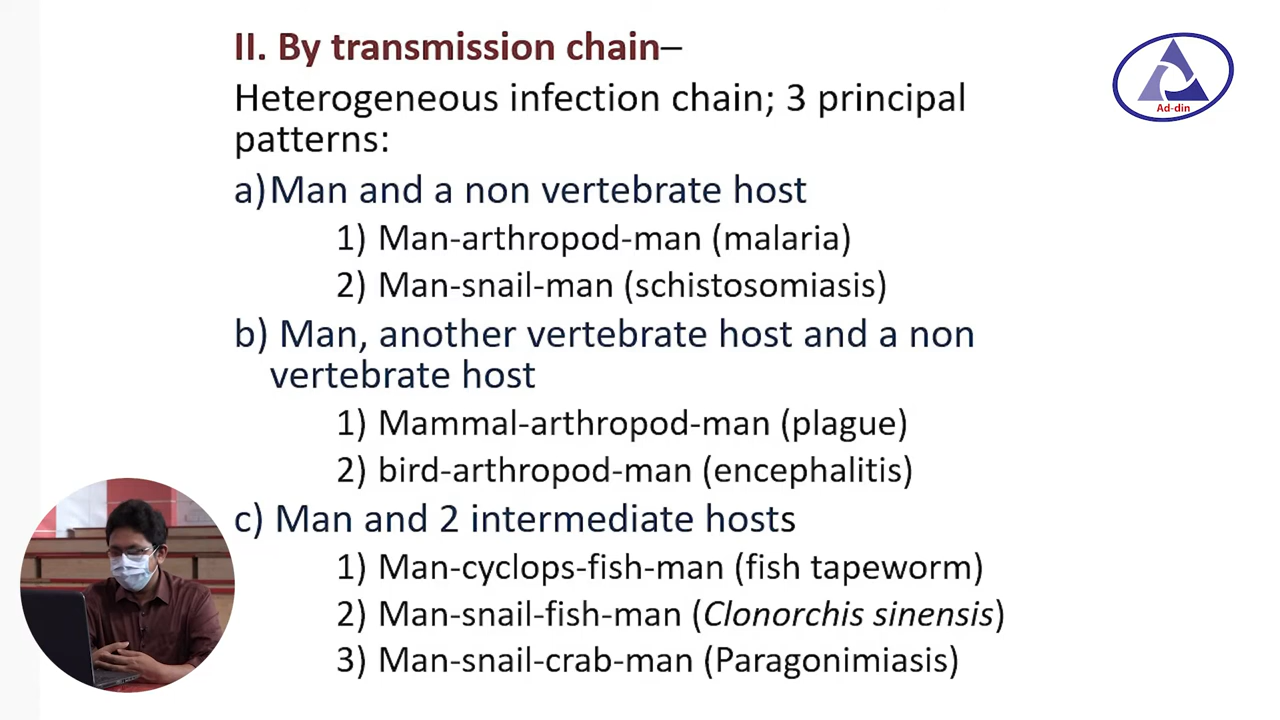 II. By transmission chain–
Heterogeneous infection chain; 3 principal
patterns:
a)Man and a non vertebrate host
1) Man-arthropod-man (malaria)
2) Man-snail-man (schistosomiasis)
b) Man, another vertebrate host and a non
vertebrate host
1) Mammal-arthropod-man (plague)
2) bird-arthropod-man (encephalitis)
c) Man and 2 intermediate hosts
1) Man-cyclops-fish-man (fish tapeworm)
2) Man-snail-fish-man (Clonorchis sinensis)
3) Man-snail-crab-man (Paragonimiasis)
Ad-din